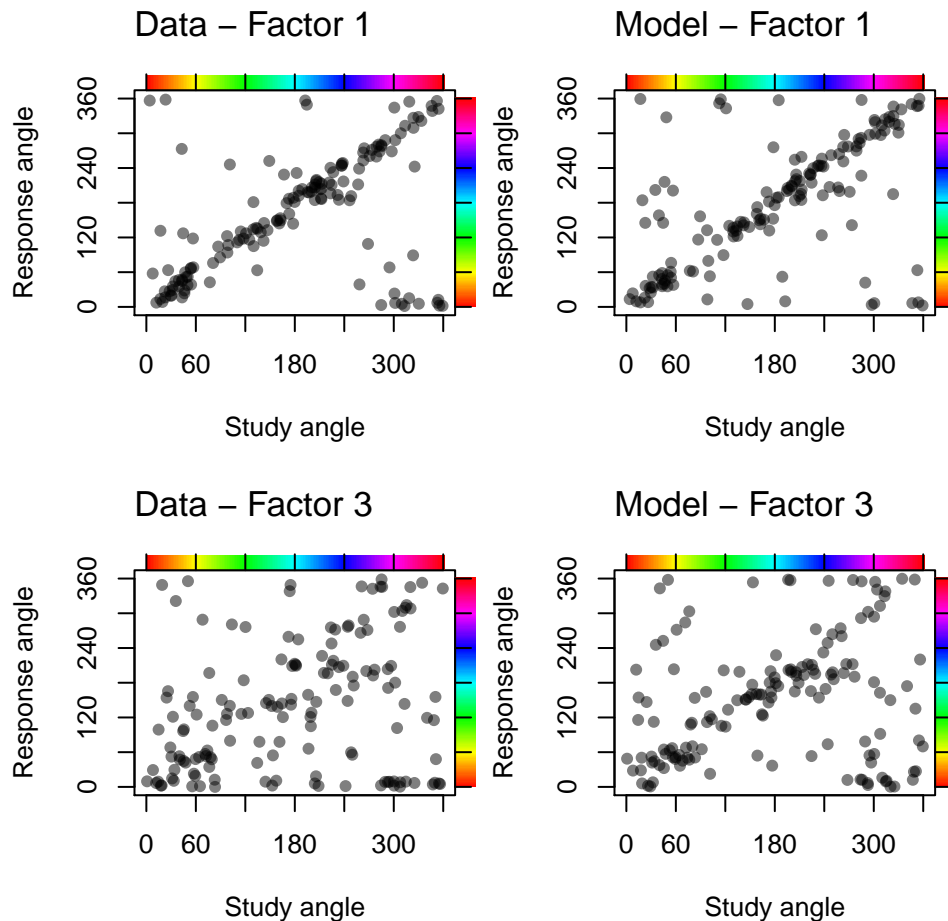 Data – Factor 1
Response angle
0 120 240 360
0 60 180 300
Study angle
Model – Factor 1
Response angle
0 120 240 360
0 60 180 300
Study angle
Data – Factor 3
Response angle
0 120 240 360
0 60 180 300
Study angle
Model – Factor 3
Response angle
0 120 240 360
0 60 180 300
Study angle